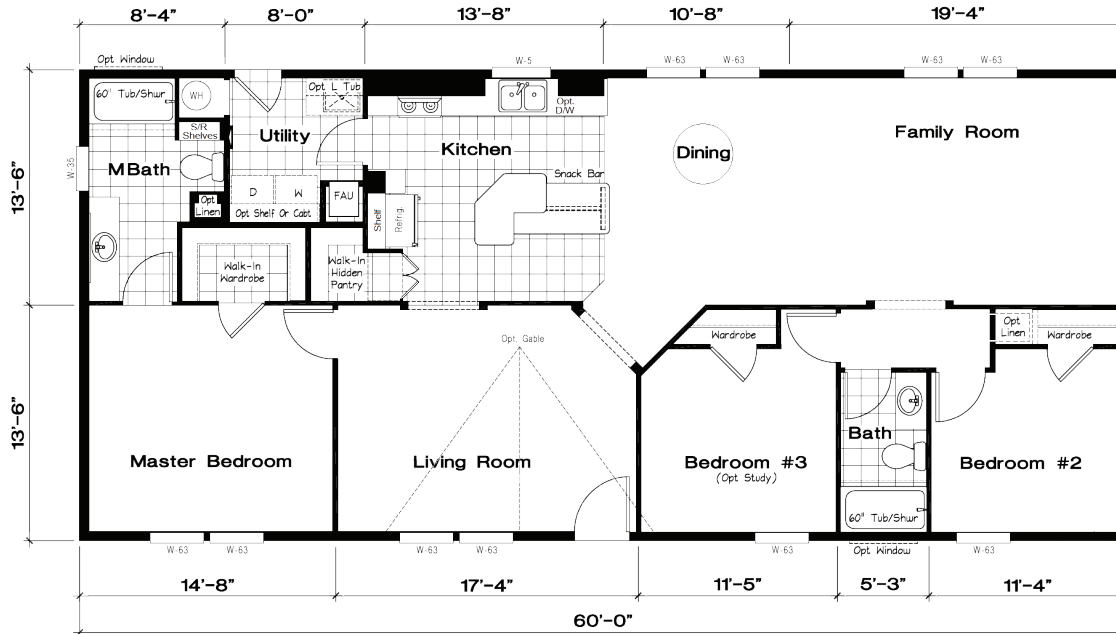 8'-4"
8'-0"
13'-8"
10'-8"
19'-4"
Opt Window
W-5
W-63
W-63
W-63
W-63
60" Tub/Shwr
WH
Opt L Tub
Opt.
D/W
S/R
Shelves
Utility
Kitchen
Dining
Family Room
13'-6"
W-35
MBath
Snack Bar
D
W
FAU
Opt
Linen
Opt Shelf Or Cabt
Shelf
Refrig.
Walk-In
Wardrobe
Walk-In
Hidden
Pantry
Opt. Gable
Wardrobe
Opt
Linen
Wardrobe
13'-6"
Master Bedroom
Living Room
Bedroom #3
(Opt Study)
Bath
Bedroom #2
60" Tub/Shwr
W-63
W-63
W-63
W-63
W-63
Opt Window
W-63
14'-8"
17'-4"
11'-5"
5'-3"
11'-4"
60'-0"